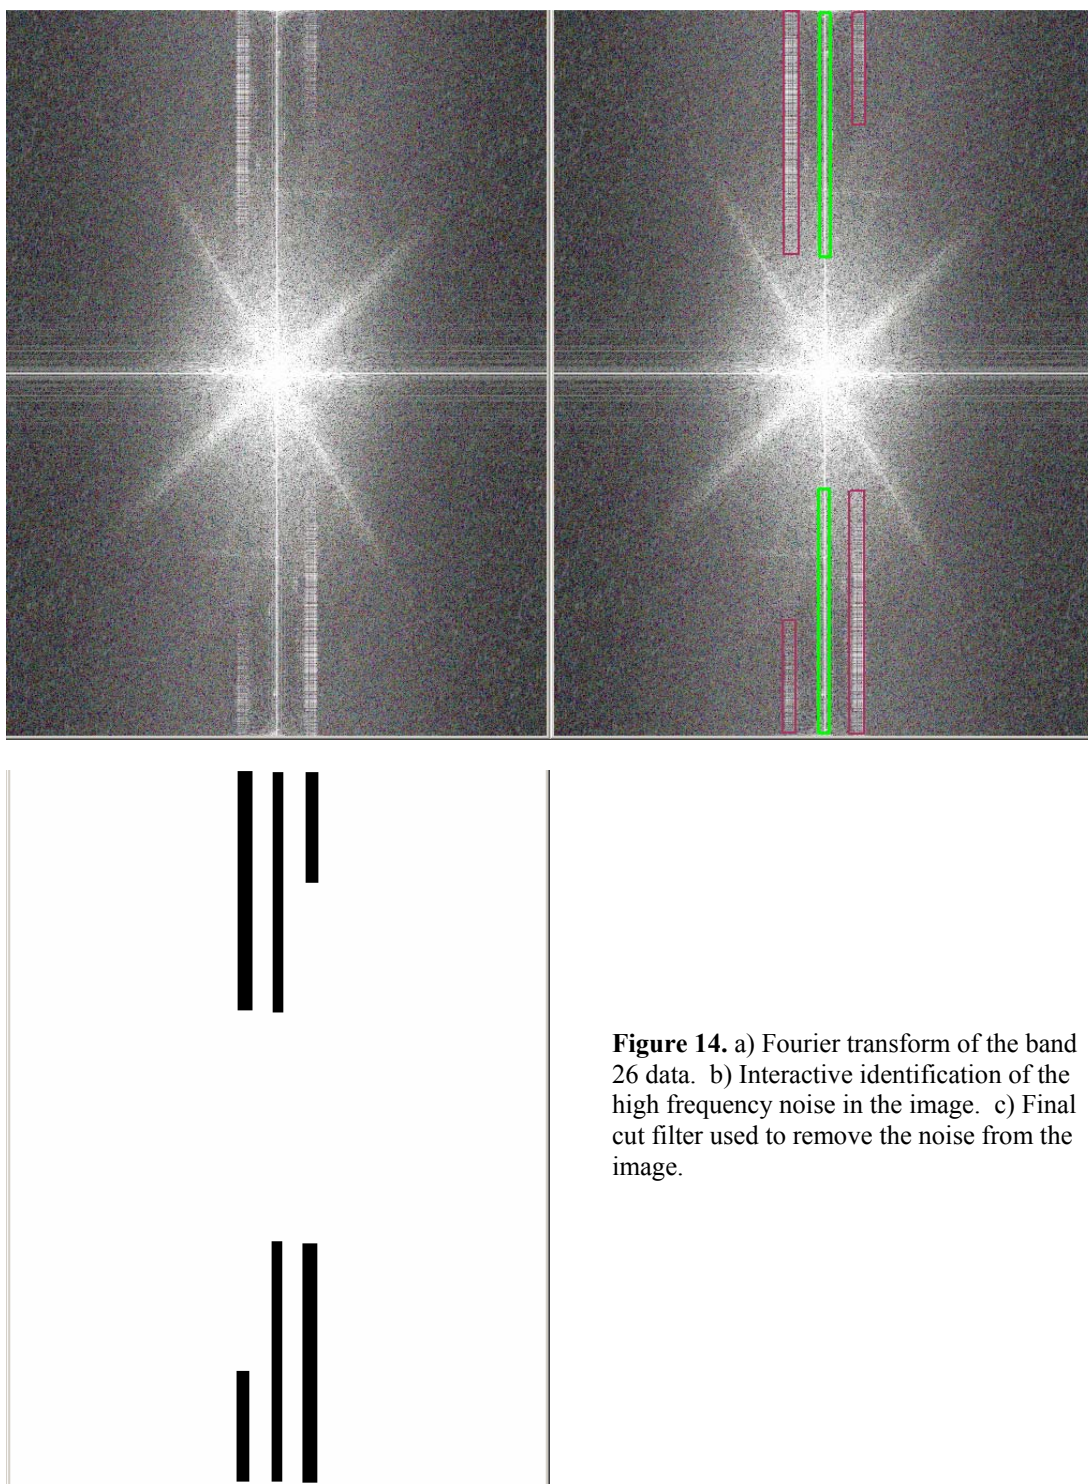 Figure 14. a) Fourier transform of the band
26 data. b) Interactive identification of the
high frequency noise in the image. c) Final
cut filter used to remove the noise from the
image.